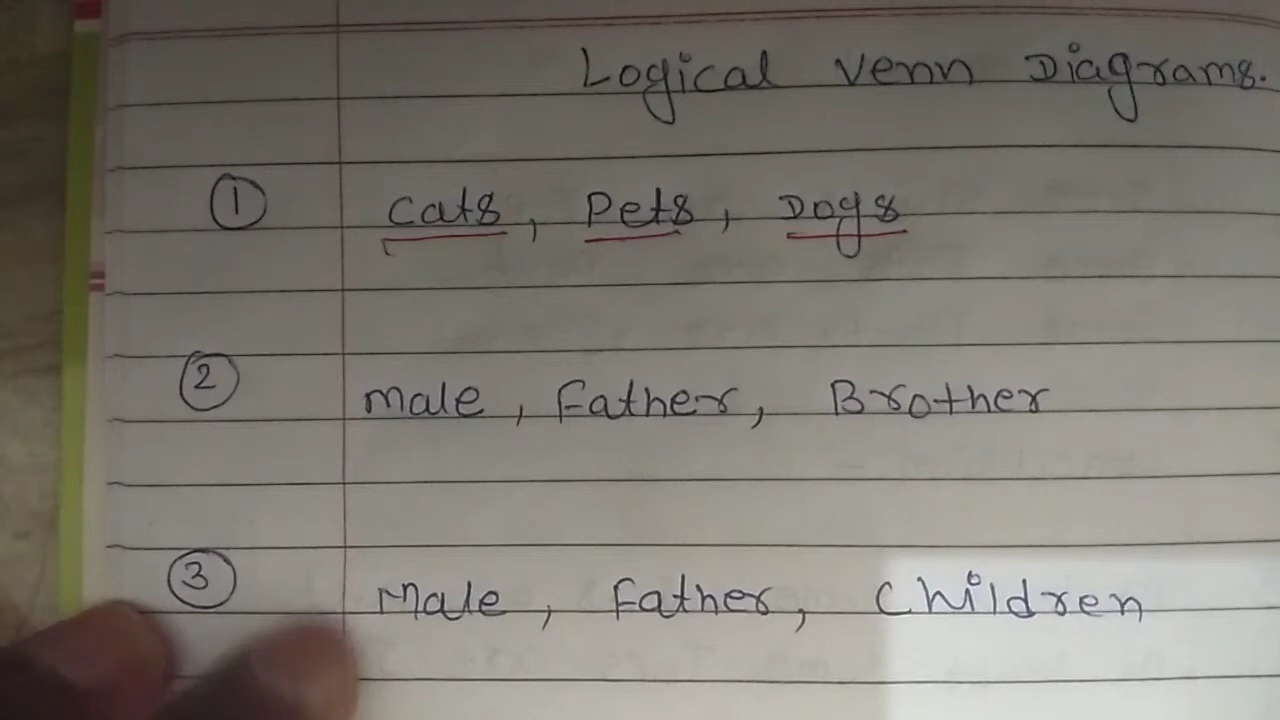 Logical Venn Diagrams.
① Cats, Pets, Dogs
② Male, Father, Brother
③ Male, Father, Children